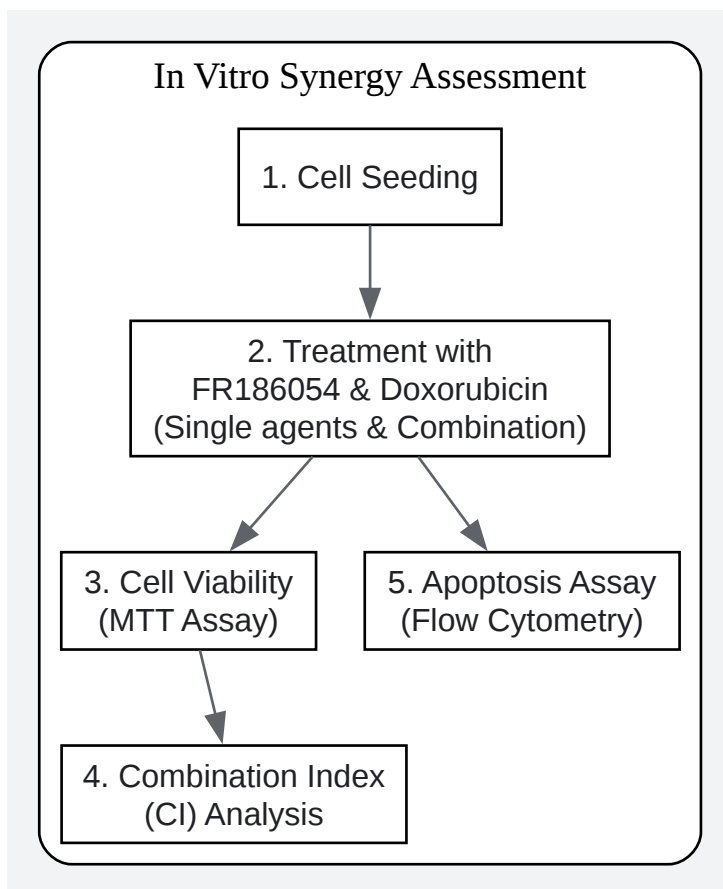 In Vitro Synergy Assessment
1. Cell Seeding
2. Treatment with
FR186054 & Doxorubicin
(Single agents & Combination)
3. Cell Viability
(MTT Assay)
5. Apoptosis Assay
(Flow Cytometry)
4. Combination Index
(CI) Analysis